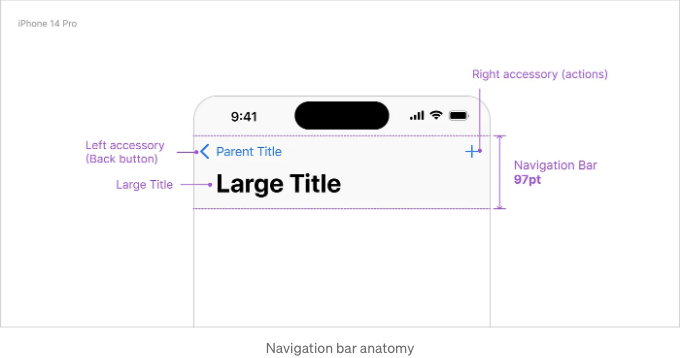 iPhone 14 Pro
Right accessory (actions)
9:41
Left accessory
(Back button)
Parent Title
Navigation Bar
97pt
Large Title
Large Title
Navigation bar anatomy